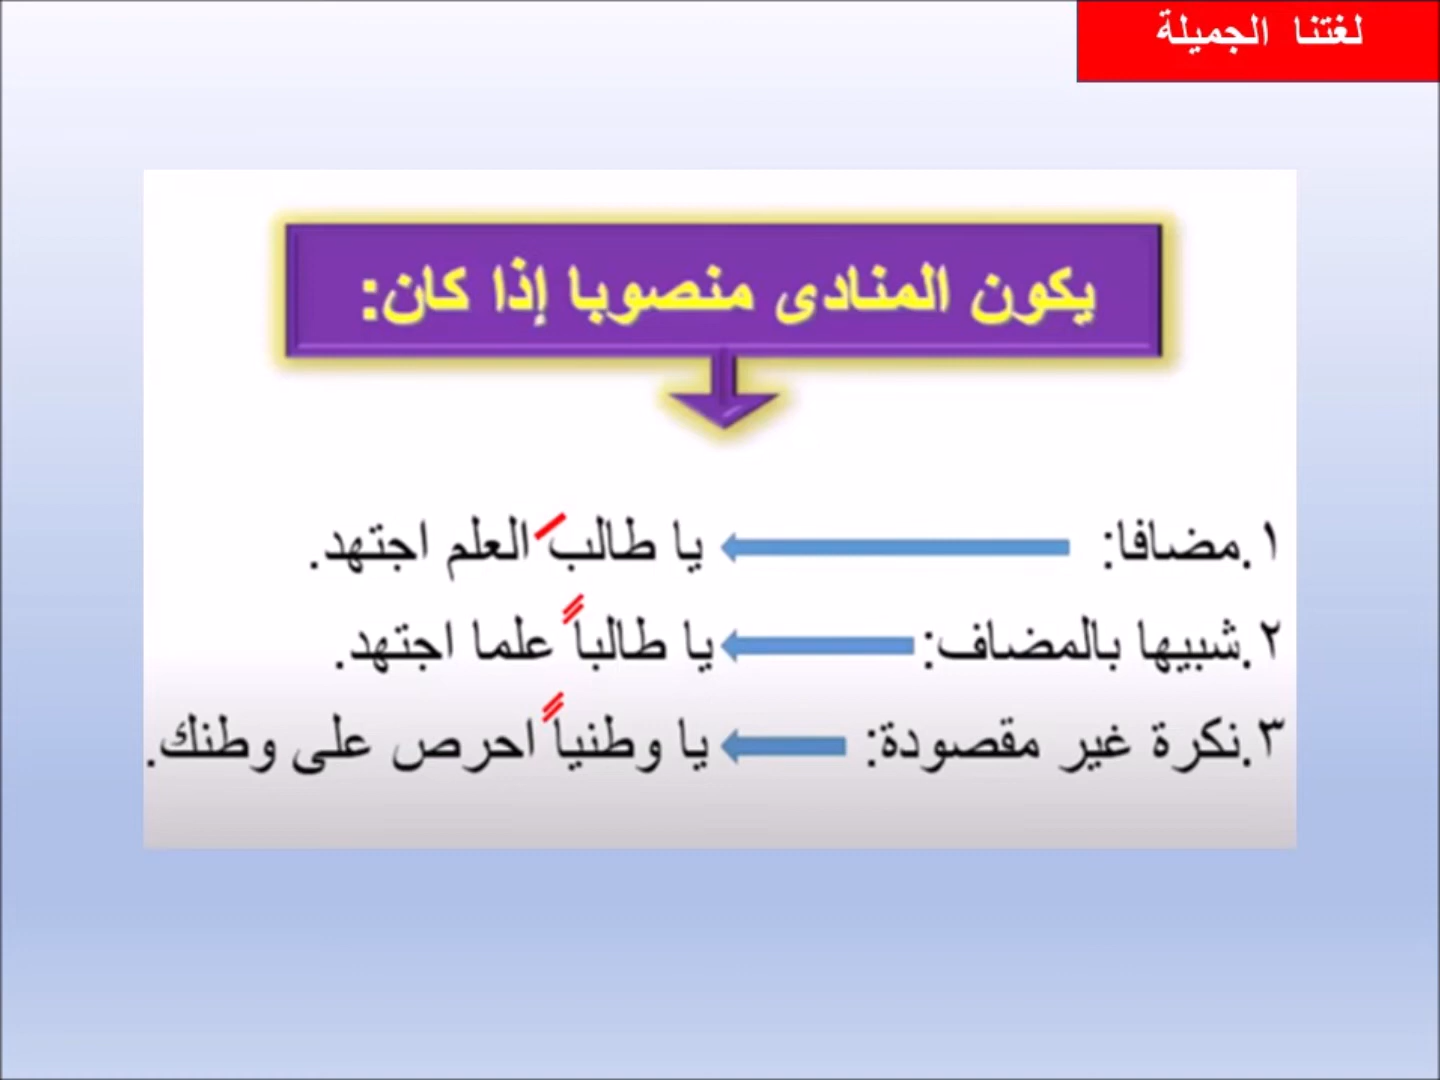 لغتنا الجميلة
يكون المنادى منصوبا إذا كان:
١.مضافا: يا طالبَ العلم اجتهد.
٢.شبيها بالمضاف: يا طالباً علما اجتهد.
٣.نكرة غير مقصودة: يا وطنياً احرص على وطنك.